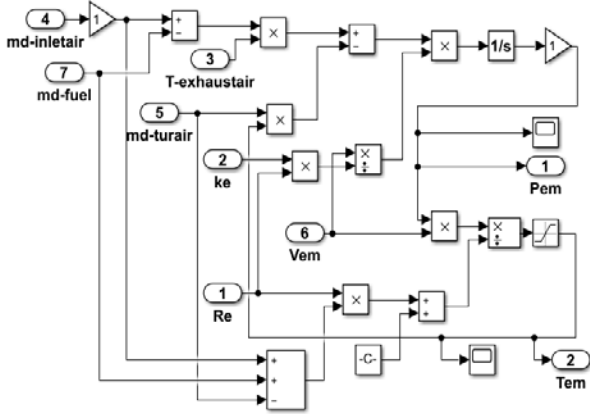 4
1
md-inletair
+
−
×
3
T-exhaustair
+
−
×
1/s
1
7
md-fuel
5
md-turair
×
2
ke
×
×
÷
1
Pem
6
Vem
×
×
÷
1
Re
×
+
+
-C-
+
+
−
2
Tem